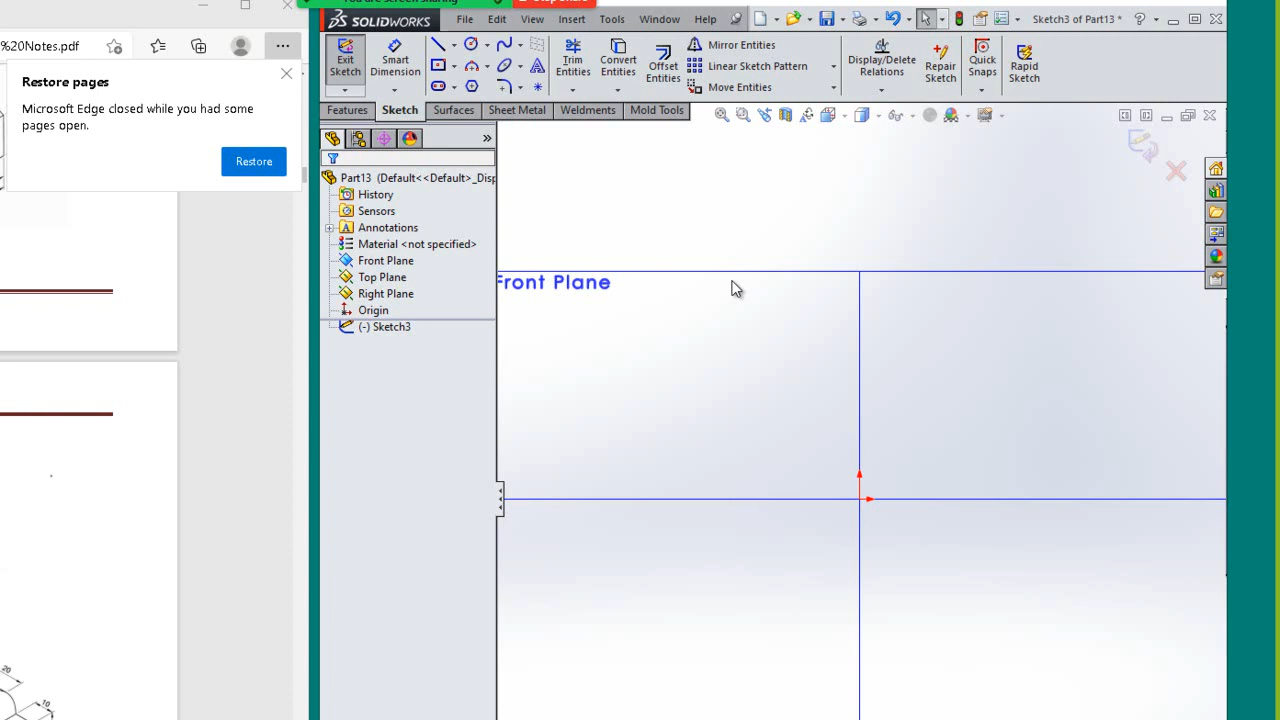 %20Notes.pdf
Restore pages
Microsoft Edge closed while you had some
pages open.
Restore
20
10
SOLIDWORKS
File
Edit
View
Insert
Tools
Window
Help
Sketch3 of Part13 *
Exit
Sketch
Smart
Dimension
Trim
Entities
Convert
Entities
Offset
Entities
Mirror Entities
Linear Sketch Pattern
Move Entities
Display/Delete
Relations
Repair
Sketch
Quick
Snaps
Rapid
Sketch
Features
Sketch
Surfaces
Sheet Metal
Weldments
Mold Tools
Part13 (Default<<Default>_Disp
History
Sensors
Annotations
Material <not specified>
Front Plane
Top Plane
Right Plane
Origin
(-) Sketch3
Front Plane